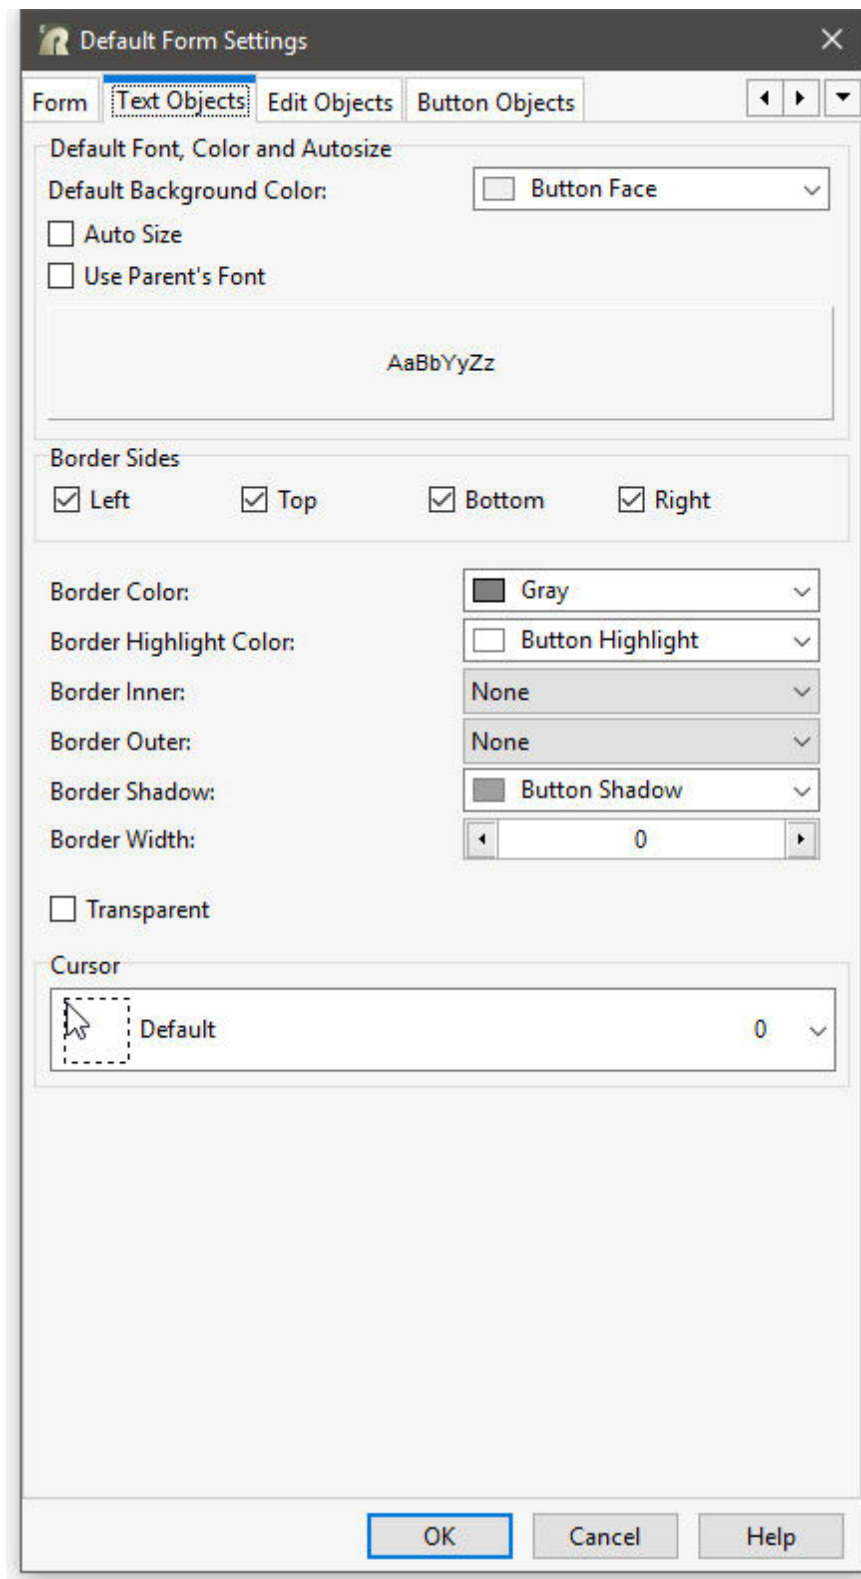 Default Form Settings
Form Text Objects Edit Objects Button Objects
Default Font, Color and Autosize
Default Background Color: Button Face
Auto Size
Use Parent's Font
AaBbYyZz
Border Sides
Left Top Bottom Right
Border Color: Gray
Border Highlight Color: Button Highlight
Border Inner: None
Border Outer: None
Border Shadow: Button Shadow
Border Width: 0
Transparent
Cursor
Default 0
OK Cancel Help